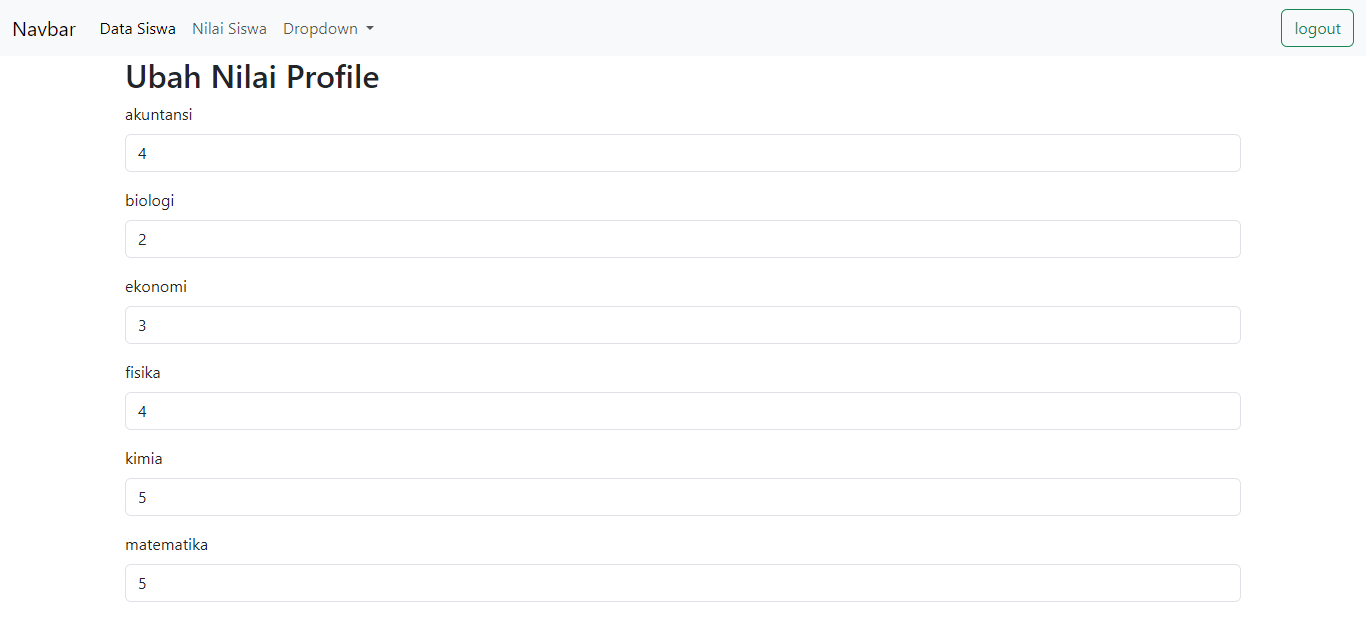 Navbar Data Siswa Nilai Siswa Dropdown logout
Ubah Nilai Profile
akuntansi
4
biologi
2
ekonomi
3
fisika
4
kimia
5
matematika
5